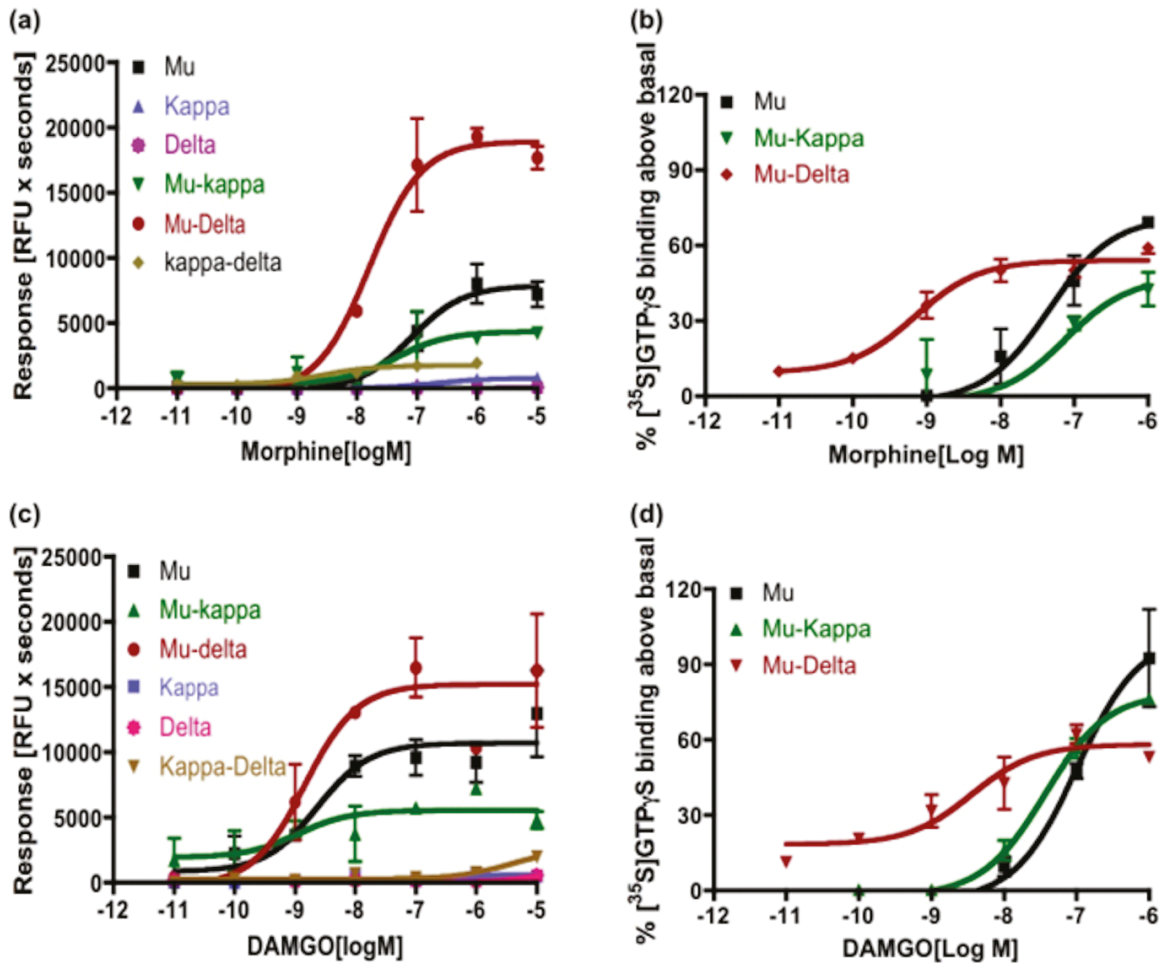 (a)
Response [RFU x seconds]
25000
20000
15000
10000
5000
0
Mu
Kappa
Delta
Mu-kappa
Mu-Delta
kappa-delta
-12 -11 -10 -9 -8 -7 -6 -5
Morphine[logM]
(b)
% [³⁵S]GTPγS binding above basal
120
90
60
30
0
Mu
Mu-Kappa
Mu-Delta
-12 -11 -10 -9 -8 -7 -6
Morphine[Log M]
(c)
Response [RFU x seconds]
25000
20000
15000
10000
5000
0
Mu
Mu-kappa
Mu-delta
Kappa
Delta
Kappa-Delta
-12 -11 -10 -9 -8 -7 -6 -5
DAMGO[logM]
(d)
% [³⁵S]GTPγS binding above basal
120
90
60
30
0
Mu
Mu-Kappa
Mu-Delta
-12 -11 -10 -9 -8 -7 -6
DAMGO[Log M]